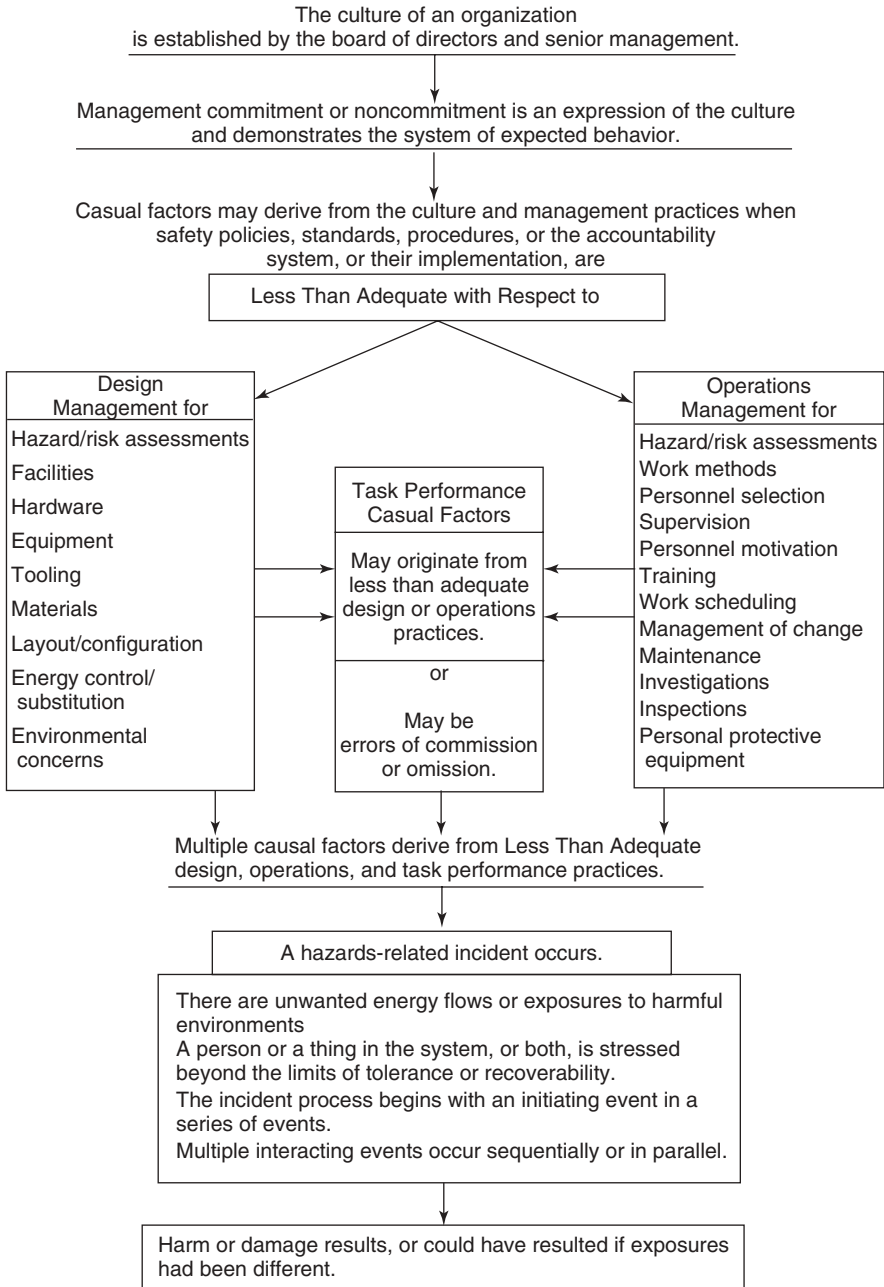 The culture of an organization
is established by the board of directors and senior management.
Management commitment or noncommitment is an expression of the culture
and demonstrates the system of expected behavior.
Casual factors may derive from the culture and management practices when
safety policies, standards, procedures, or the accountability
system, or their implementation, are
Less Than Adequate with Respect to
Design
Management for
Hazard/risk assessments
Facilities
Hardware
Equipment
Tooling
Materials
Layout/configuration
Energy control/
substitution
Environmental
concerns
Task Performance
Casual Factors
May originate from
less than adequate
design or operations
practices.
or
May be
errors of commission
or omission.
Operations
Management for
Hazard/risk assessments
Work methods
Personnel selection
Supervision
Personnel motivation
Training
Work scheduling
Management of change
Maintenance
Investigations
Inspections
Personal protective
equipment
Multiple causal factors derive from Less Than Adequate
design, operations, and task performance practices.
A hazards-related incident occurs.
There are unwanted energy flows or exposures to harmful
environments
A person or a thing in the system, or both, is stressed
beyond the limits of tolerance or recoverability.
The incident process begins with an initiating event in a
series of events.
Multiple interacting events occur sequentially or in parallel.
Harm or damage results, or could have resulted if exposures
had been different.